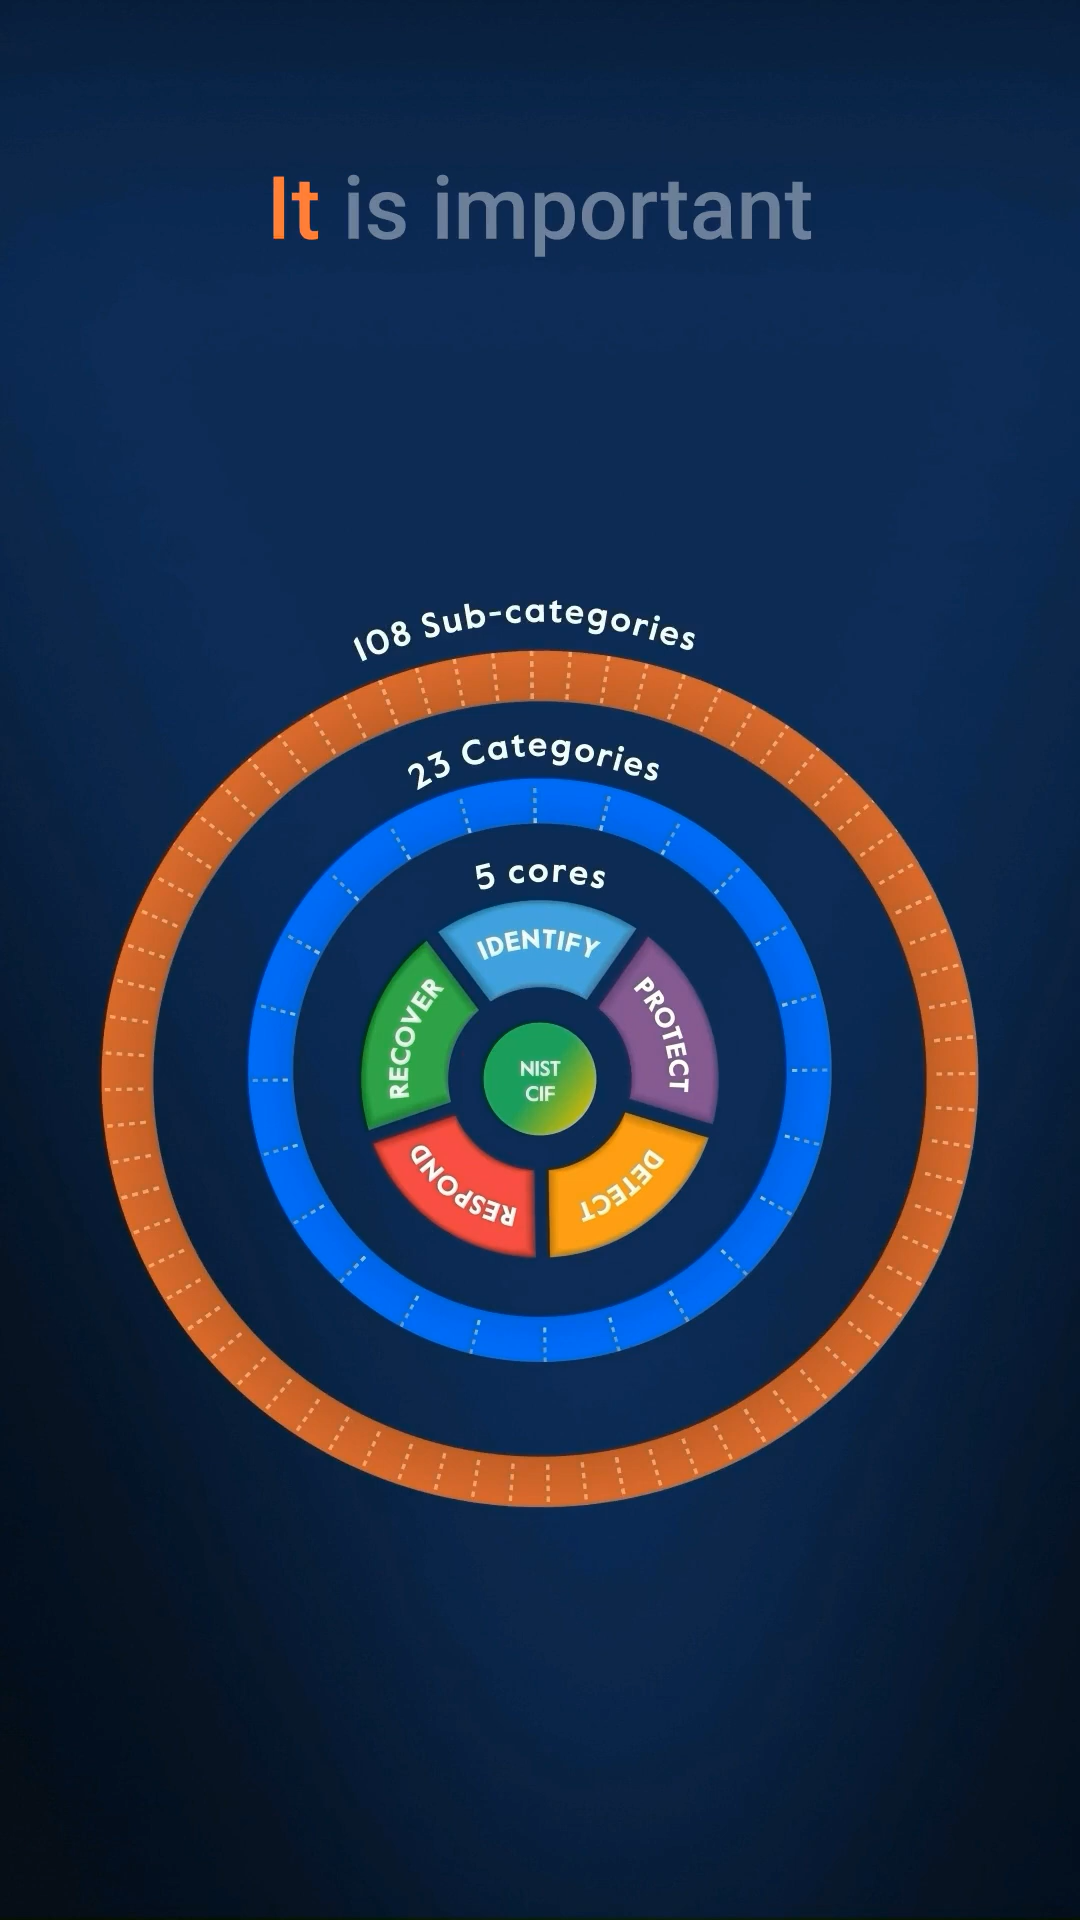 It is important
108 Sub-categories
23 Categories
5 cores
IDENTIFY
PROTECT
DETECT
RESPOND
RECOVER
NIST
CIF